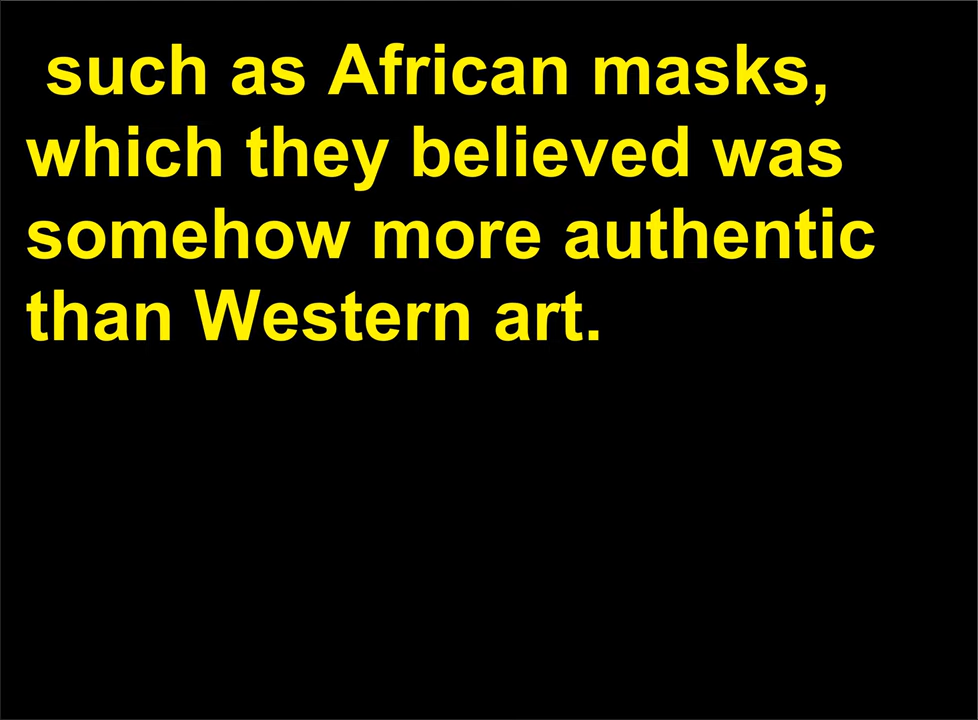 such as African masks,
which they believed was
somehow more authentic
than Western art.